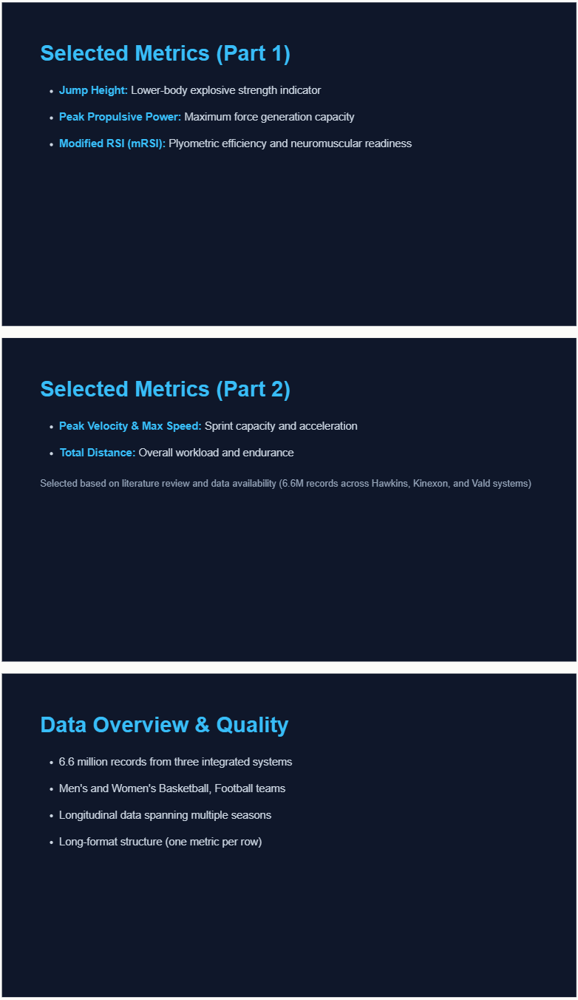 Selected Metrics (Part 1)
• Jump Height: Lower-body explosive strength indicator
• Peak Propulsive Power: Maximum force generation capacity
• Modified RSI (mRSI): Plyometric efficiency and neuromuscular readiness
Selected Metrics (Part 2)
• Peak Velocity & Max Speed: Sprint capacity and acceleration
• Total Distance: Overall workload and endurance
Selected based on literature review and data availability (6.6M records across Hawkins, Kinexon, and Vald systems)
Data Overview & Quality
• 6.6 million records from three integrated systems
• Men's and Women's Basketball, Football teams
• Longitudinal data spanning multiple seasons
• Long-format structure (one metric per row)